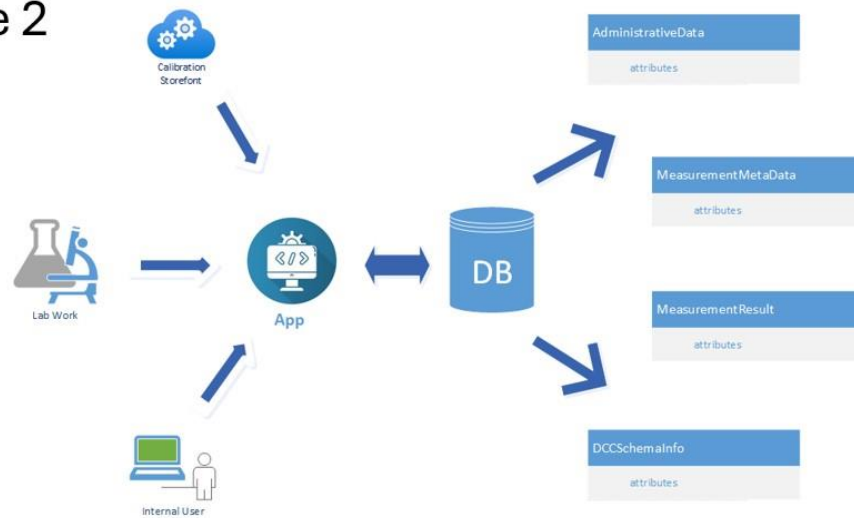 e 2
Calibration
Storefont
AdministrativeData
attributes
MeasurementMetaData
attributes
Lab Work
</>
App
DB
MeasurementResult
attributes
DCCSchemaInfo
attributes
Internal User